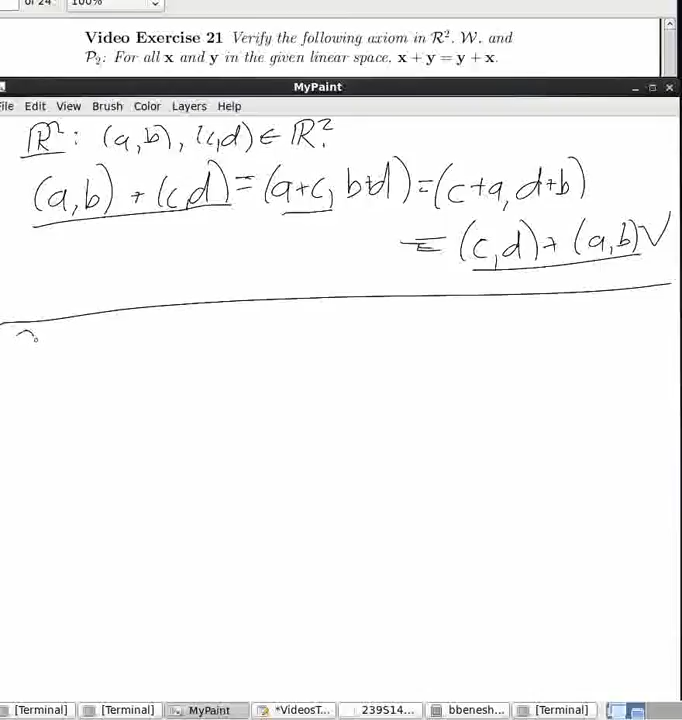 of 24 100%
Video Exercise 21 Verify the following axiom in R². W, and
P₂: For all x and y in the given linear space, x + y = y + x.
MyPaint
File Edit View Brush Color Layers Help
ℝ²: (a,b), (c,d) ∈ ℝ².
(a,b) + (c,d) = (a+c, b+d) = (c+a, d+b)
= (c,d) + (a,b) √
[Terminal] [Terminal] MyPaint *VideosT... 239S14... bbenesh... [Terminal]